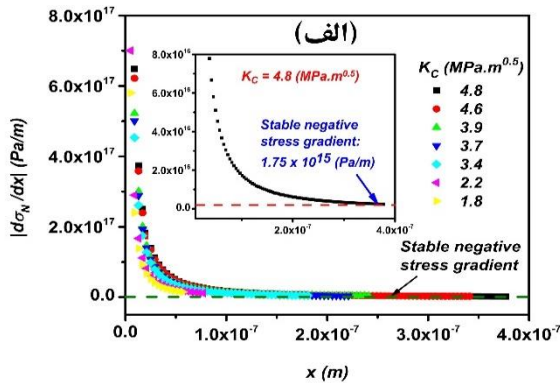 (الف)
8.0x10^17
6.0x10^17
4.0x10^17
2.0x10^17
0.0
|dσ_N/dx| (Pa/m)
8.0x10^16
6.0x10^16
4.0x10^16
2.0x10^16
0.0
K_C = 4.8 (MPa.m^0.5)
Stable negative
stress gradient:
1.75 x 10^15 (Pa/m)
2.0x10^-7
4.0x10^-7
K_C (MPa.m^0.5)
4.8
4.6
3.9
3.7
3.4
2.2
1.8
Stable negative
stress gradient
0.0
1.0x10^-7
2.0x10^-7
3.0x10^-7
4.0x10^-7
x (m)